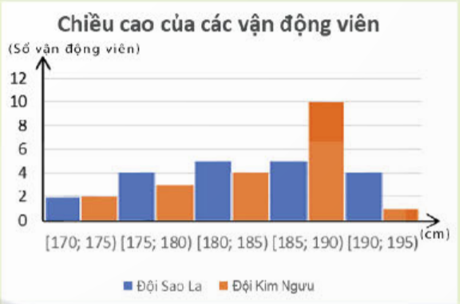 Chiều cao của các vận động viên
(Số vận động viên)
12
10
8
6
4
2
0
[170; 175) [175; 180) [180; 185) [185; 190) [190; 195)
(cm)
Đội Sao La Đội Kim Ngưu